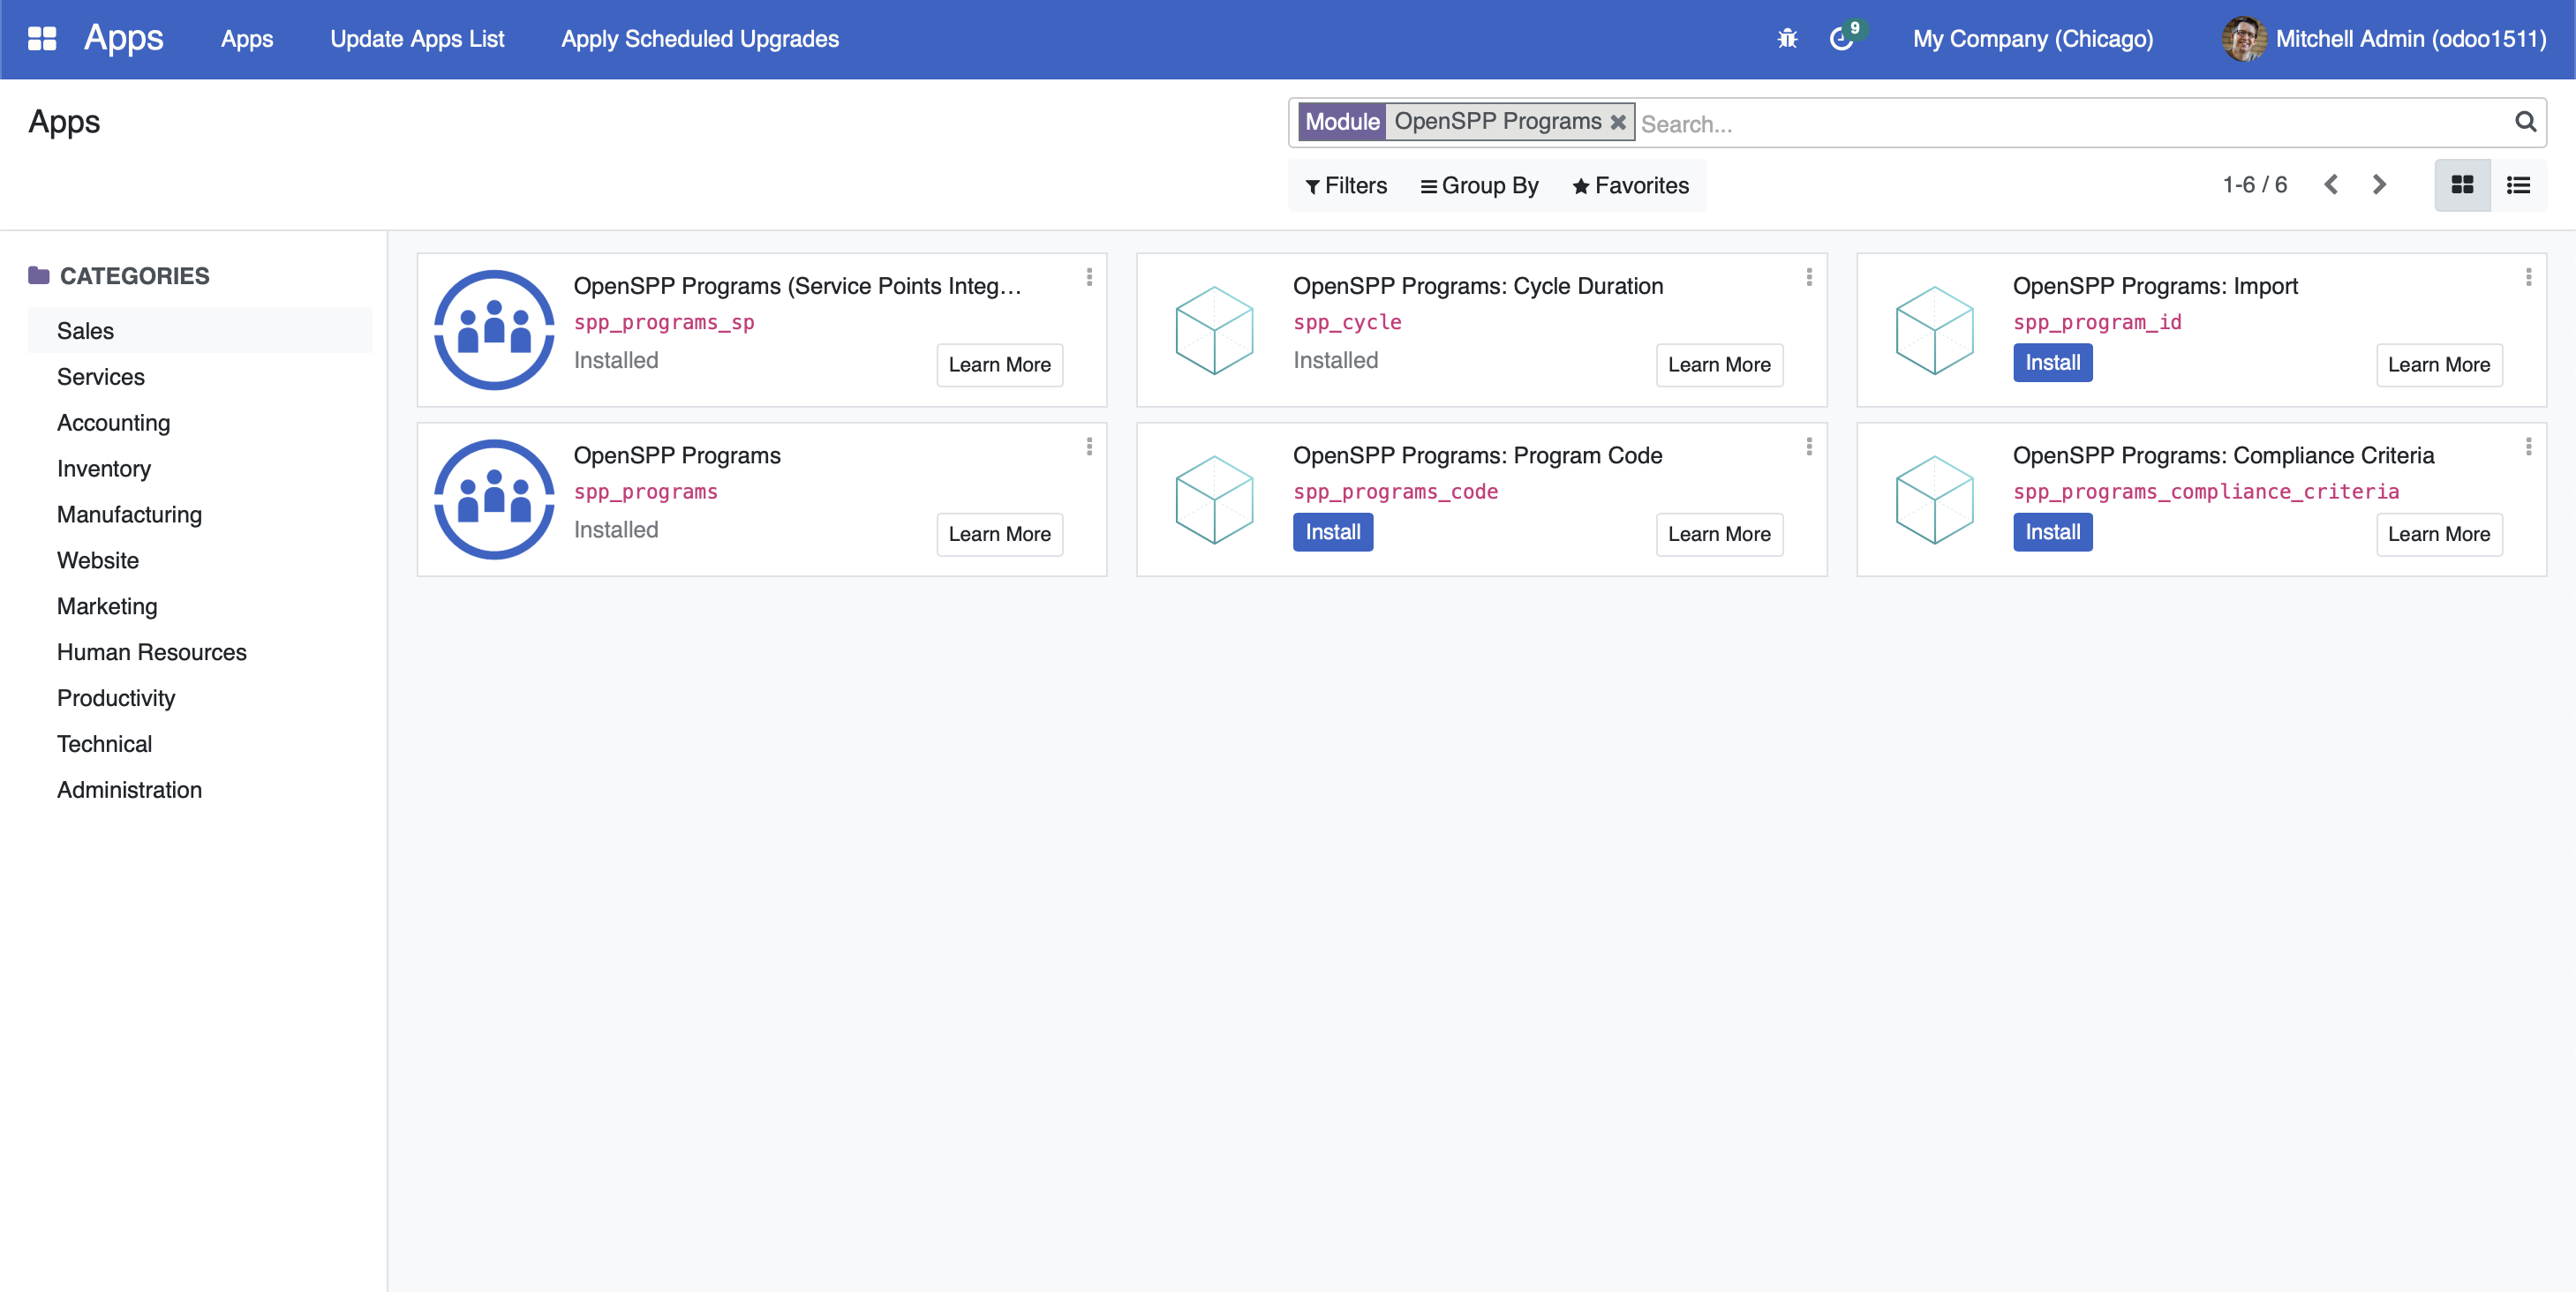 Apps
Apps
Update Apps List
Apply Scheduled Upgrades
9
My Company (Chicago)
Mitchell Admin (odoo1511)
Apps
Module OpenSPP Programs
Search...
Filters
Group By
Favorites
1-6 / 6
CATEGORIES
Sales
Services
Accounting
Inventory
Manufacturing
Website
Marketing
Human Resources
Productivity
Technical
Administration
OpenSPP Programs (Service Points Integ...
spp_programs_sp
Installed
Learn More
OpenSPP Programs: Cycle Duration
spp_cycle
Installed
Learn More
OpenSPP Programs: Import
spp_program_id
Install
Learn More
OpenSPP Programs
spp_programs
Installed
Learn More
OpenSPP Programs: Program Code
spp_programs_code
Install
Learn More
OpenSPP Programs: Compliance Criteria
spp_programs_compliance_criteria
Install
Learn More